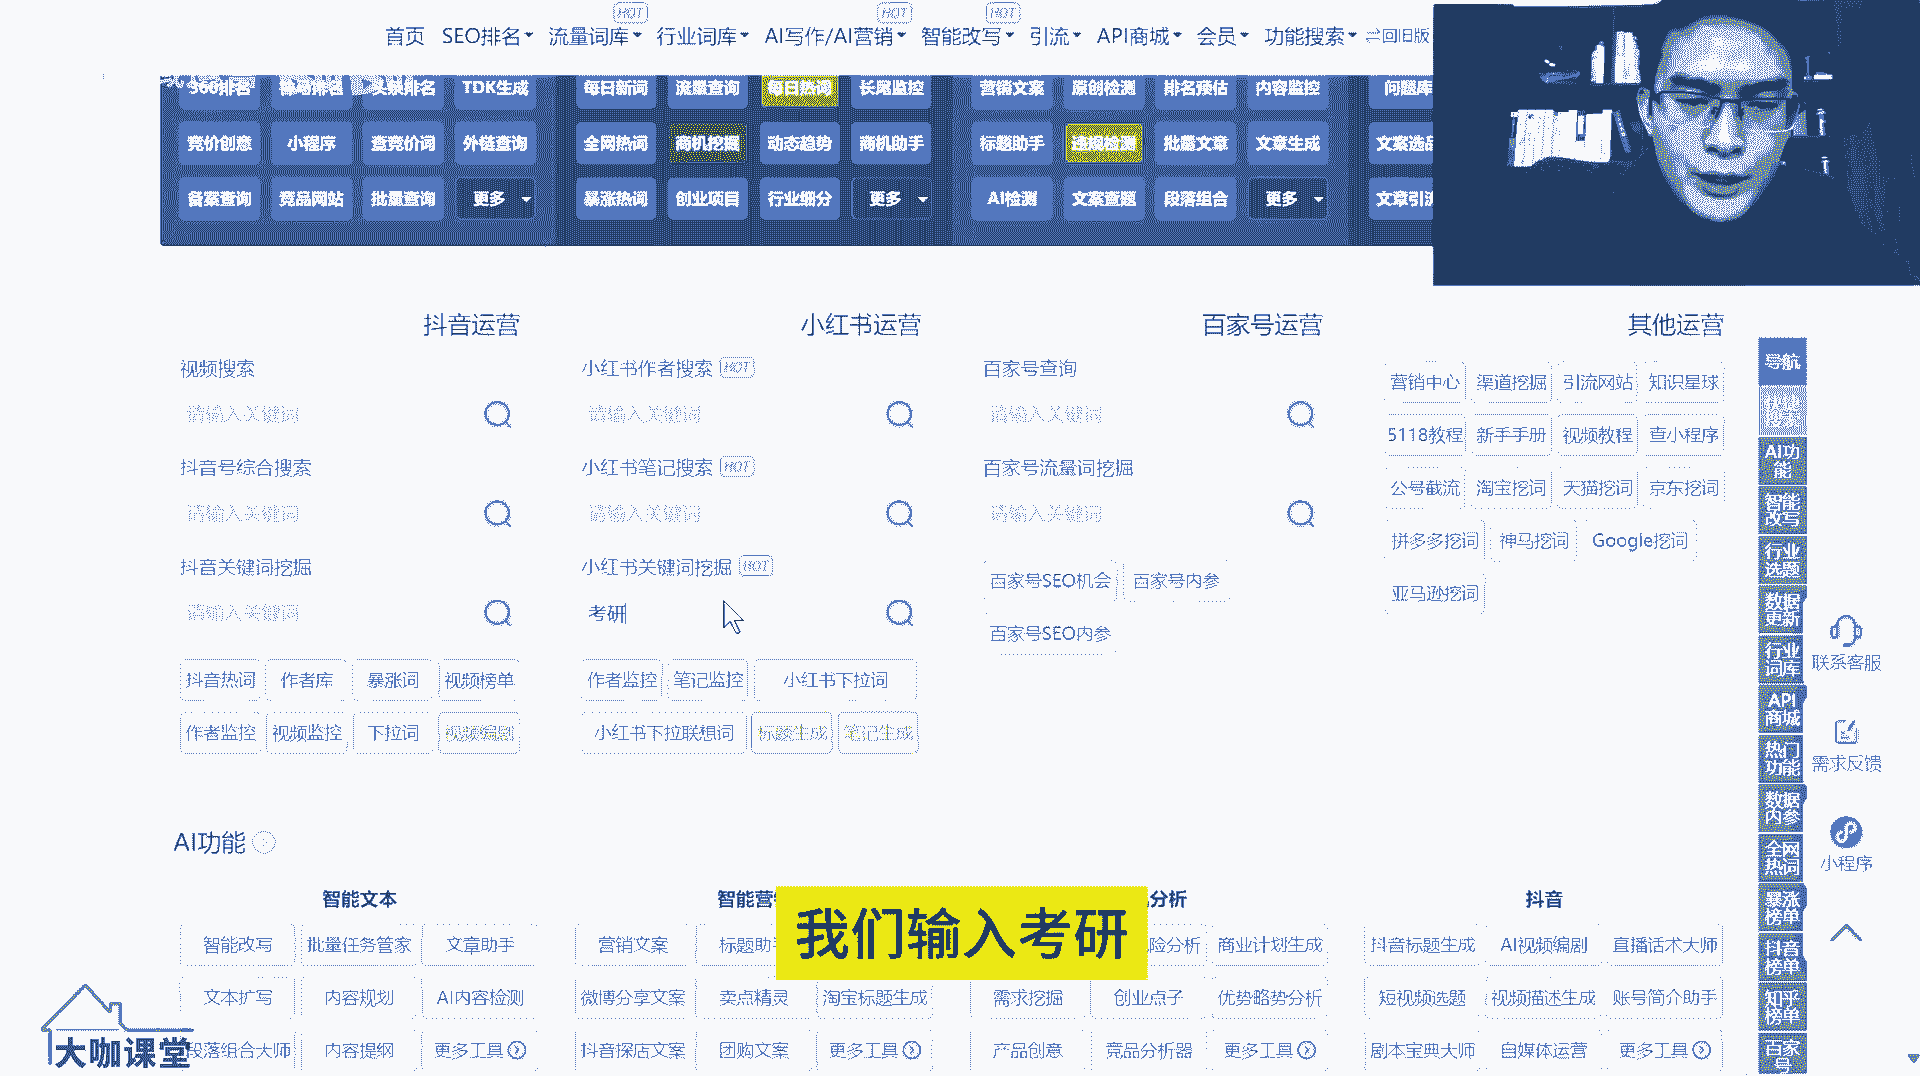 HOT HOT HOT
首页 SEO排名 流量词库 行业词库 AI写作/AI营销 智能改写 引流 API商城 会员 功能搜索 回旧版
360排名 TDK生成 每日新词 流量查询 每日热词 长尾监控 营销文案 原创检测 排名预估 内容监控 问题库
竞价创意 小程序 查竞价词 外链查询 全网热词 商机挖掘 动态趋势 商机助手 标题助手 违规检测 批量文章 文章生成 文案选品
备案查询 竞品网站 批量查询 更多 暴涨热词 创业项目 行业细分 更多 AI检测 文案查题 段落组合 更多 文章引流
抖音运营 小红书运营 百家号运营 其他运营
视频搜索 小红书作者搜索 HOT 百家号查询
请输入关键词 请输入关键词 请输入关键词
抖音号综合搜索 小红书笔记搜索 HOT 百家号流量词挖掘
请输入关键词 请输入关键词 请输入关键词
抖音关键词挖掘 小红书关键词挖掘 HOT
请输入关键词 考研
百家号SEO机会 百家号内参
百家号SEO内参
营销中心 渠道挖掘 引流网站 知识星球
5118教程 新手手册 视频教程 查小程序
公号截流 淘宝挖词 天猫挖词 京东挖词
拼多多挖词 神马挖词 Google挖词
亚马逊挖词
抖音热词 作者库 暴涨词 视频榜单 作者监控 笔记监控 小红书下拉词
作者监控 视频监控 下拉词 视频编剧 小红书下拉联想词 标题生成 笔记生成
AI功能
智能文本 智能营 分析 抖音
智能改写 批量任务管家 文章助手 营销文案 标题助 险分析 商业计划生成 抖音标题生成 AI视频编剧 直播话术大师
文本扩写 内容规划 AI内容检测 微博分享文案 卖点精灵 淘宝标题生成 需求挖掘 创业点子 优势略势分析 短视频选题 视频描述生成 账号简介助手
段落组合大师 内容提纲 更多工具 抖音探店文案 团购文案 更多工具 产品创意 竞品分析器 更多工具 剧本宝典大师 自媒体运营 更多工具
我们输入考研
大咖课堂
导航
AI功能
智能改写
行业选题
数据更新
行业词库
API商城
热门功能
数据内参
全网热词
暴涨榜单
抖音榜单
知乎榜单
百家号
联系客服
需求反馈
小程序